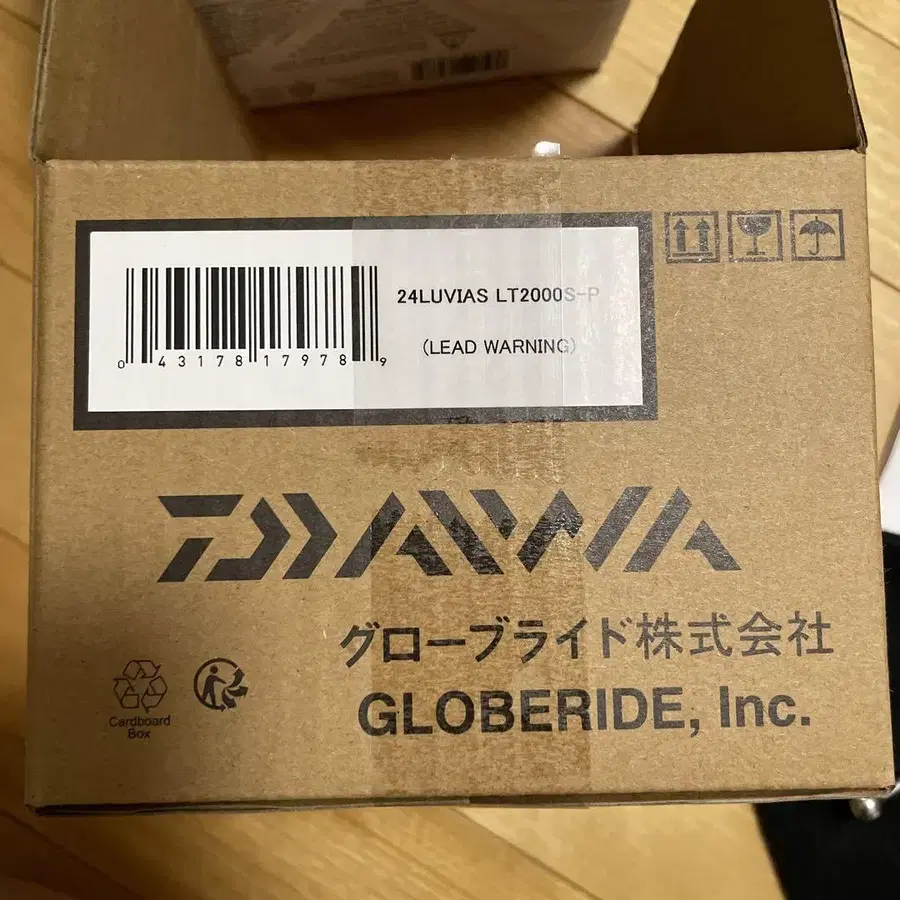 24LUVIAS LT2000S-P
(LEAD WARNING)
0 43178 17978 9
DAIWA
グローブライド株式会社
GLOBERIDE, Inc.
Cardboard
Box